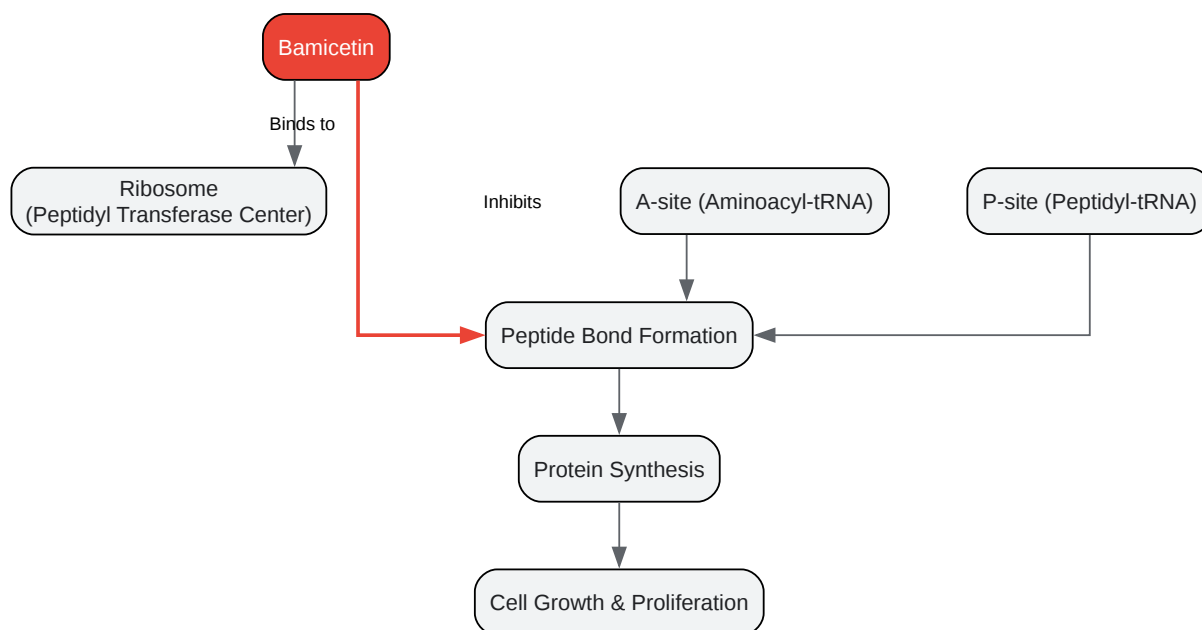 Bamicetin
Binds to
Ribosome
(Peptidyl Transferase Center)
Inhibits
A-site (Aminoacyl-tRNA)
P-site (Peptidyl-tRNA)
Peptide Bond Formation
Protein Synthesis
Cell Growth & Proliferation